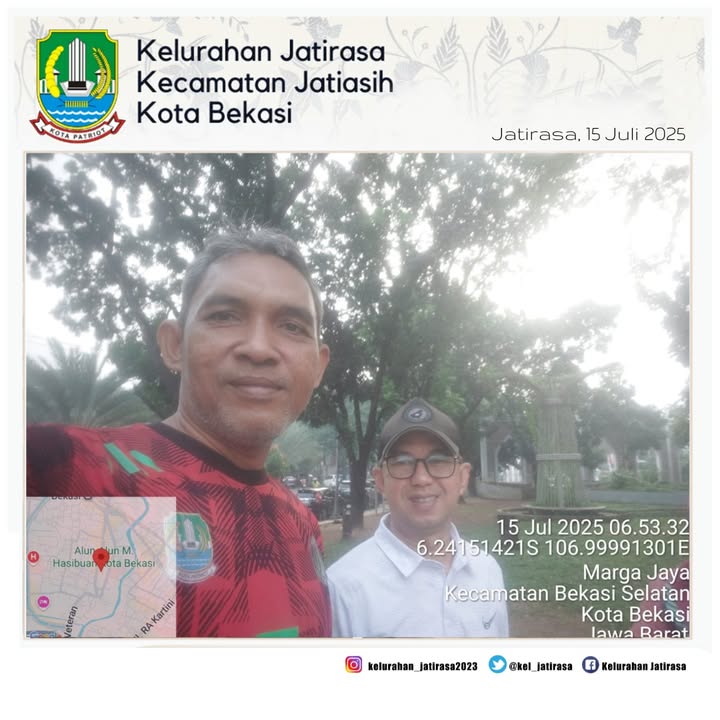 Kelurahan Jatirasa
Kecamatan Jatiasih
Kota Bekasi
KOTA PATRIOT
Jatirasa, 15 Juli 2025
15 Jul 2025 06.53.32
6.24151421S 106.99991301E
Marga Jaya
Kecamatan Bekasi Selatan
Kota Bekasi
Jawa Barat
Bekasi
Alun Alun M.
Hasibuan Kota Bekasi
H
Veteran
Jl. RA Kartini
kelurahan_jatirasa2023
@kel_jatirasa
Kelurahan Jatirasa